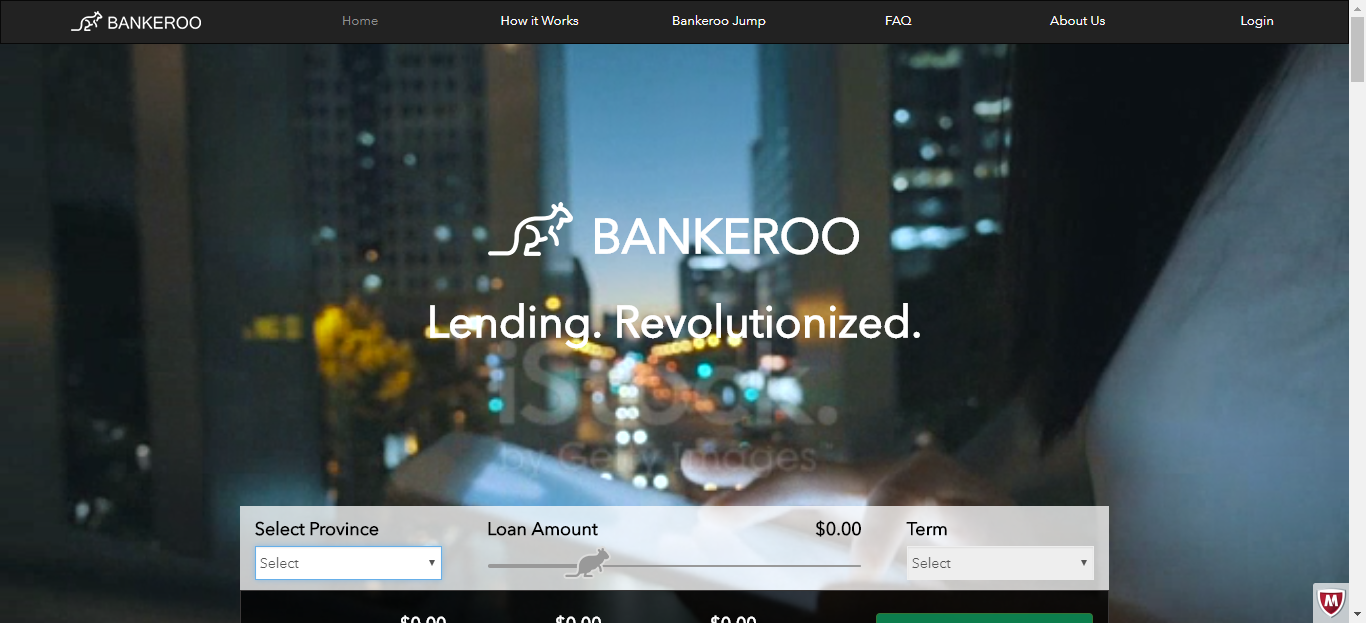 BANKEROO
Home
How it Works
Bankeroo Jump
FAQ
About Us
Login
BANKEROO
Lending. Revolutionized.
iStock.
by Getty Images
Select Province
Loan Amount
$0.00
Term
Select
Select
$0.00
$0.00
$0.00
M